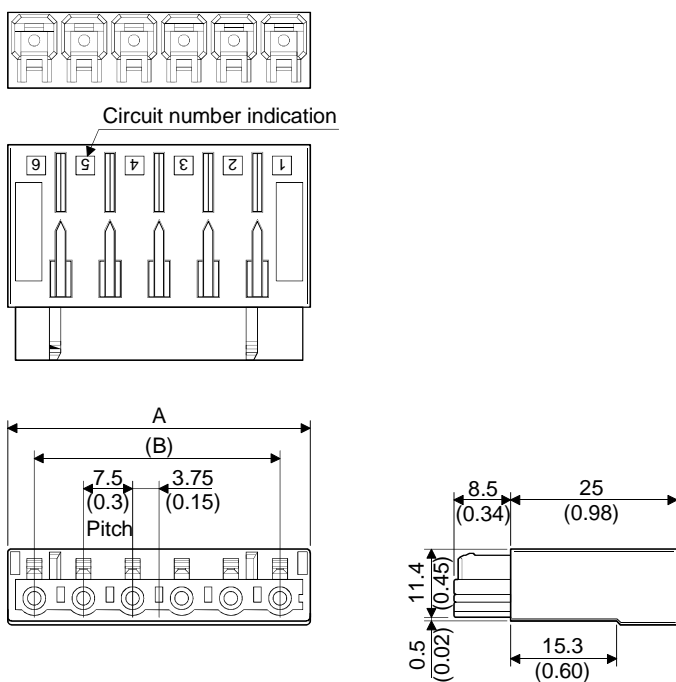 Circuit number indication
6 5 4 3 2 1
A
(B)
7.5 3.75
(0.3) (0.15)
Pitch
8.5 25
(0.34) (0.98)
11.4
(0.45)
0.5
(0.02)
15.3
(0.60)